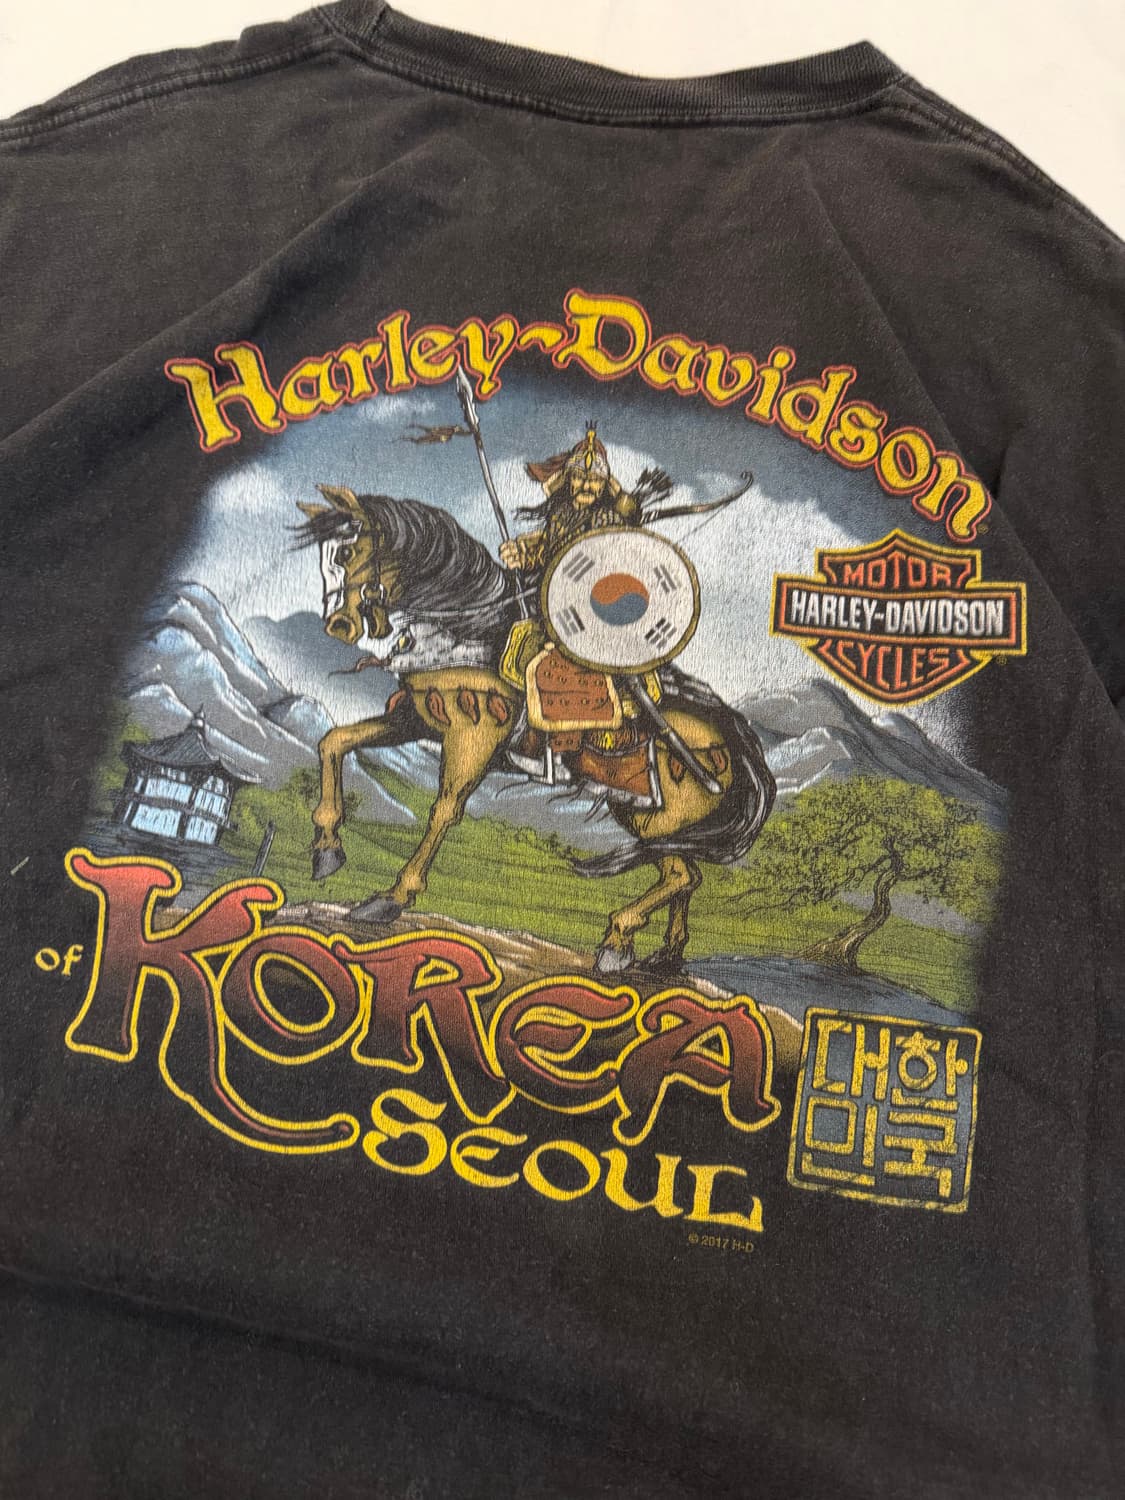 Harley-Davidson
MOTOR
HARLEY-DAVIDSON
CYCLES
®
of KOREA
SEOUL
대한
민국
© 2017 H-D